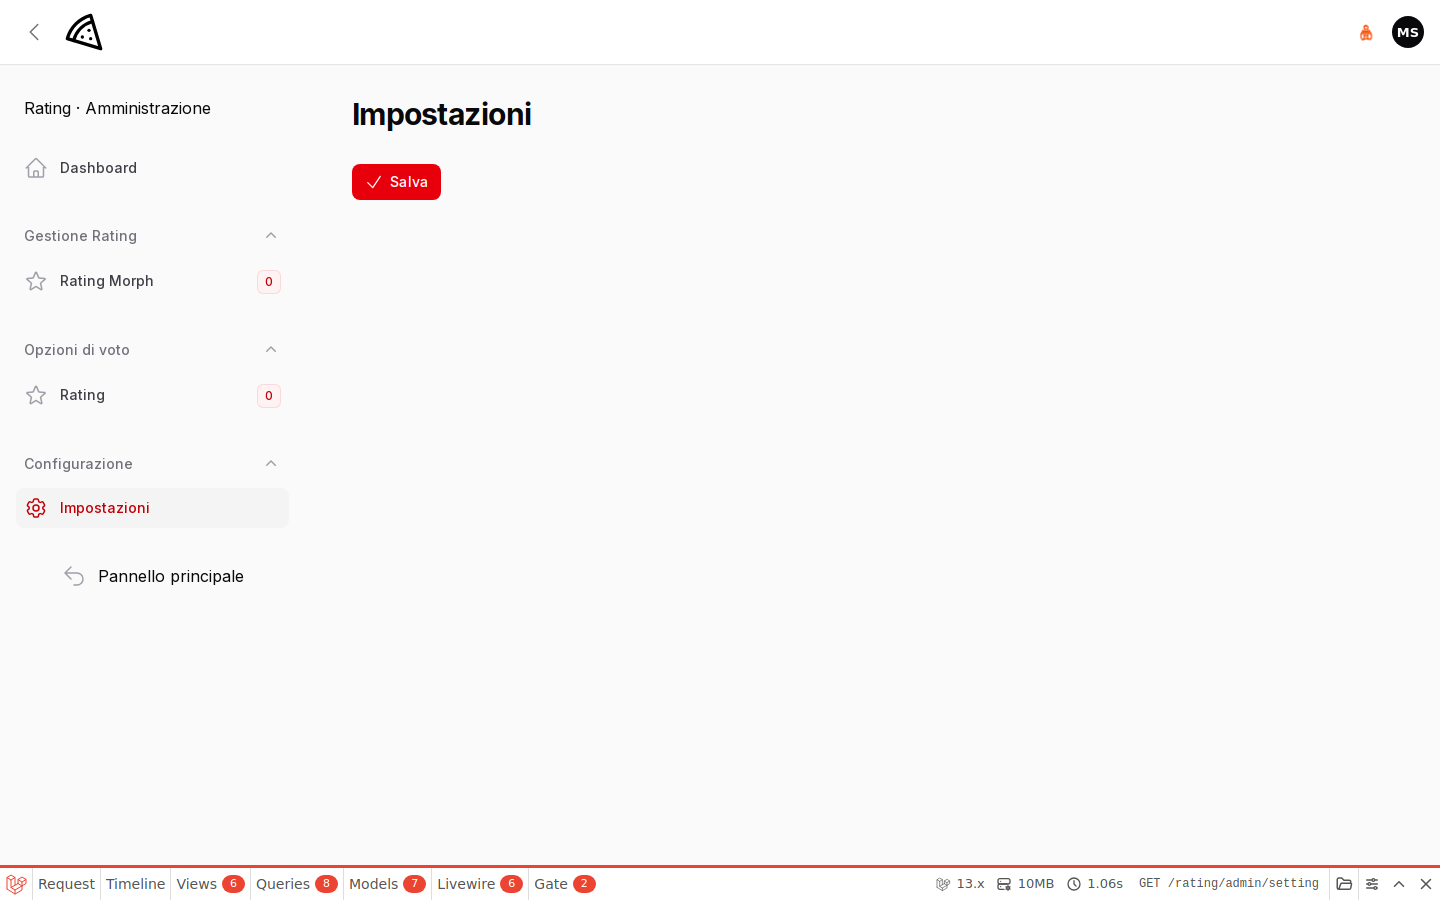 MS
Rating · Amministrazione
Impostazioni
Dashboard
Salva
Gestione Rating
Rating Morph 0
Opzioni di voto
Rating 0
Configurazione
Impostazioni
Pannello principale
Request Timeline Views 6 Queries 8 Models 7 Livewire 6 Gate 2 13.x 10MB 1.06s GET /rating/admin/setting